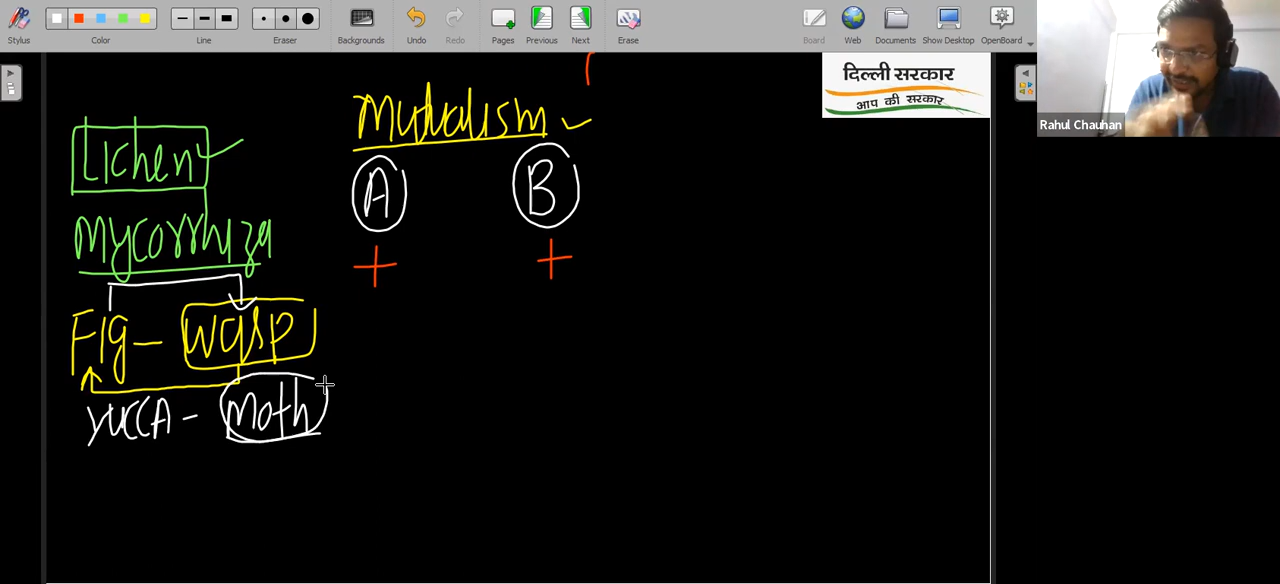 Stylus
Color
Line
Eraser
Backgrounds
Undo
Redo
Pages
Previous
Next
Erase
Board
Web
Documents
Show Desktop
OpenBoard
दिल्ली सरकार
आप की सरकार
Rahul Chauhan
Mutualism
A B
+ +
Lichen
Mycorrhiza
Fig - Wasp
YUCCA - Moth